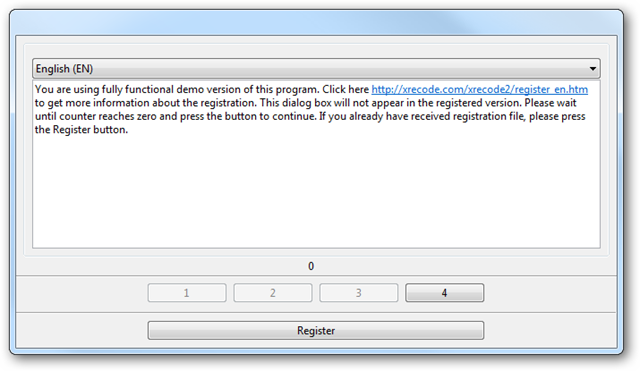 English (EN)
You are using fully functional demo version of this program. Click here http://xrecode.com/xrecode2/register_en.htm
to get more information about the registration. This dialog box will not appear in the registered version. Please wait
until counter reaches zero and press the button to continue. If you already have received registration file, please press
the Register button.
0
1 2 3 4
Register